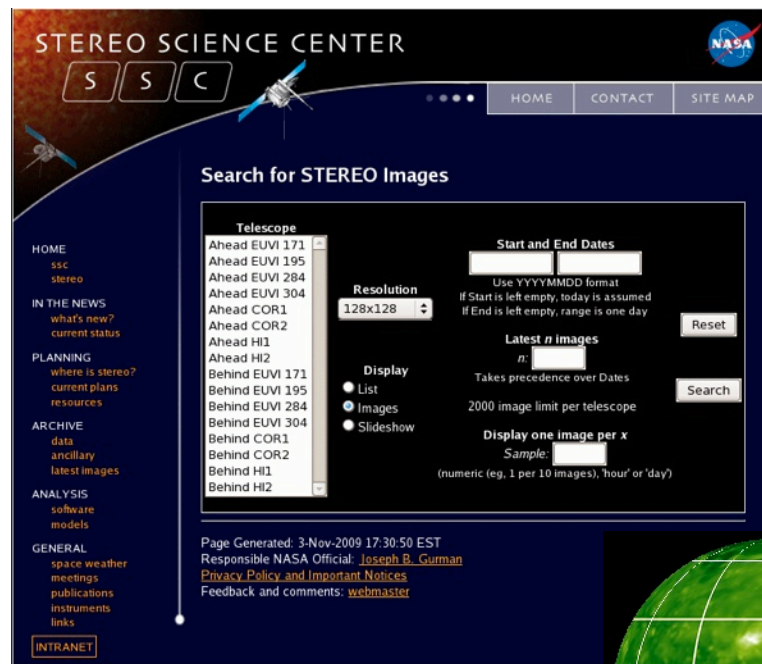 STEREO SCIENCE CENTER
S S C
NASA
HOME CONTACT SITE MAP
Search for STEREO Images
HOME
ssc
stereo
IN THE NEWS
what's new?
current status
PLANNING
where is stereo?
current plans
resources
ARCHIVE
data
ancillary
latest images
ANALYSIS
software
models
GENERAL
space weather
meetings
publications
instruments
links
INTRANET
Telescope
Ahead EUVI 171
Ahead EUVI 195
Ahead EUVI 284
Ahead EUVI 304
Ahead COR1
Ahead COR2
Ahead HI1
Ahead HI2
Behind EUVI 171
Behind EUVI 195
Behind EUVI 284
Behind EUVI 304
Behind COR1
Behind COR2
Behind HI1
Behind HI2
Resolution
128x128
Display
List
Images
Slideshow
Start and End Dates
Use YYYYMMDD format
If Start is left empty, today is assumed
If End is left empty, range is one day
Latest n images
n:
Takes precedence over Dates
2000 image limit per telescope
Display one image per x
Sample:
(numeric (eg, 1 per 10 images), 'hour' or 'day')
Reset
Search
Page Generated: 3-Nov-2009 17:30:50 EST
Responsible NASA Official: Joseph B. Gurman
Privacy Policy and Important Notices
Feedback and comments: webmaster